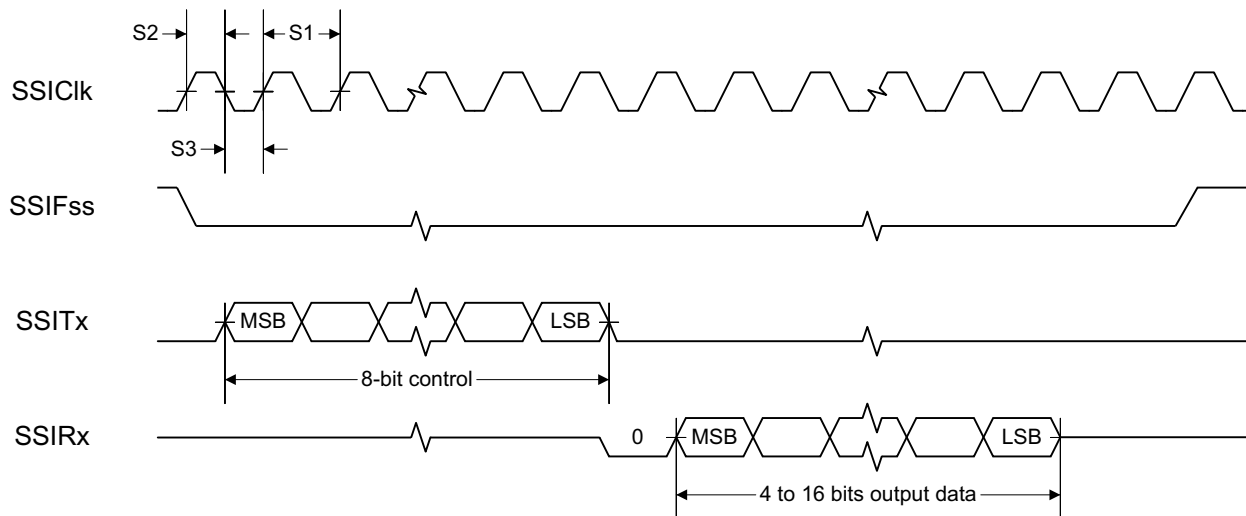 S2
S1
SSIClk
S3
SSIFss
SSITx
MSB
LSB
8-bit control
SSIRx
0
MSB
LSB
4 to 16 bits output data